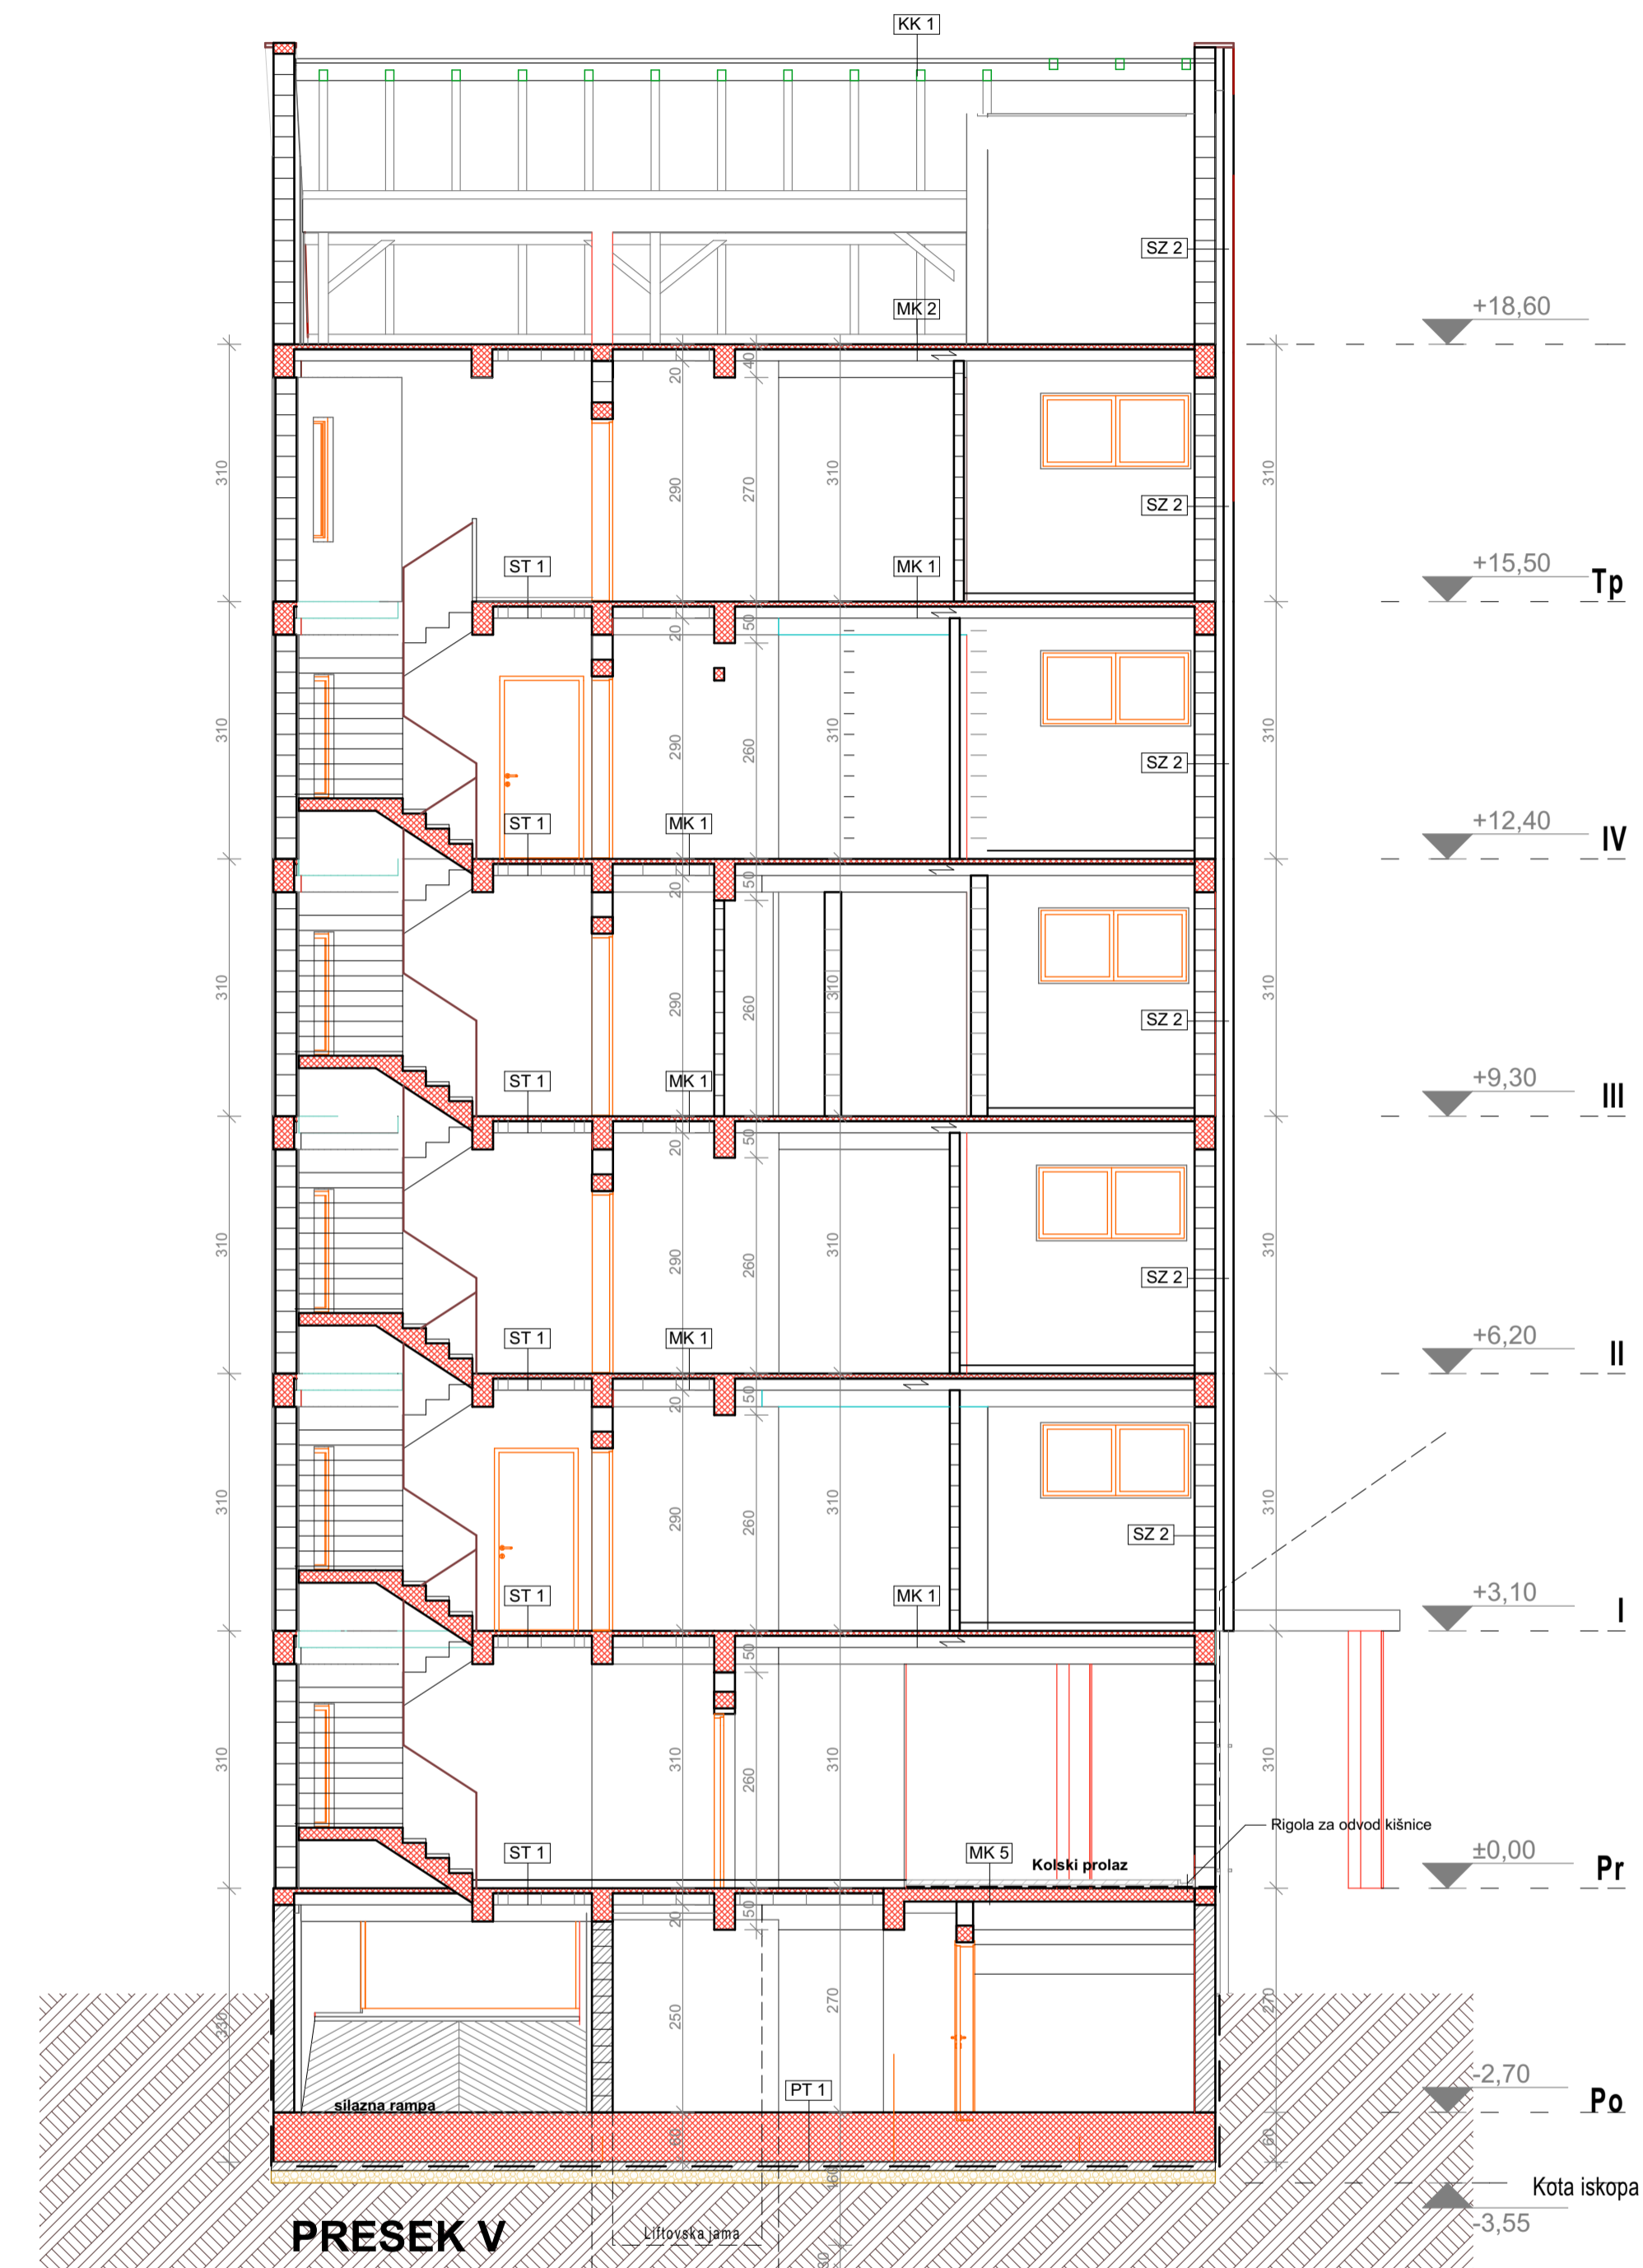 KK 1
SZ 2
MK 2
+18,60
20
40
310
290
270
310
310
SZ 2
ST 1
MK 1
+15,50
Tp
20
50
310
290
260
310
310
SZ 2
ST 1
MK 1
+12,40
IV
20
50
310
290
260
310
310
SZ 2
ST 1
MK 1
+9,30
III
20
50
310
290
260
310
310
SZ 2
ST 1
MK 1
+6,20
II
20
50
310
290
260
310
310
SZ 2
ST 1
MK 1
+3,10
I
50
310
310
260
310
310
Rigola za odvod kišnice
ST 1
MK 5
Kolski prolaz
±0,00
Pr
20
50
330
250
270
270
-2,70
Po
PT 1
silazna rampa
60
60
160
Kota iskopa
-3,55
PRESEK V
Liftovska jama